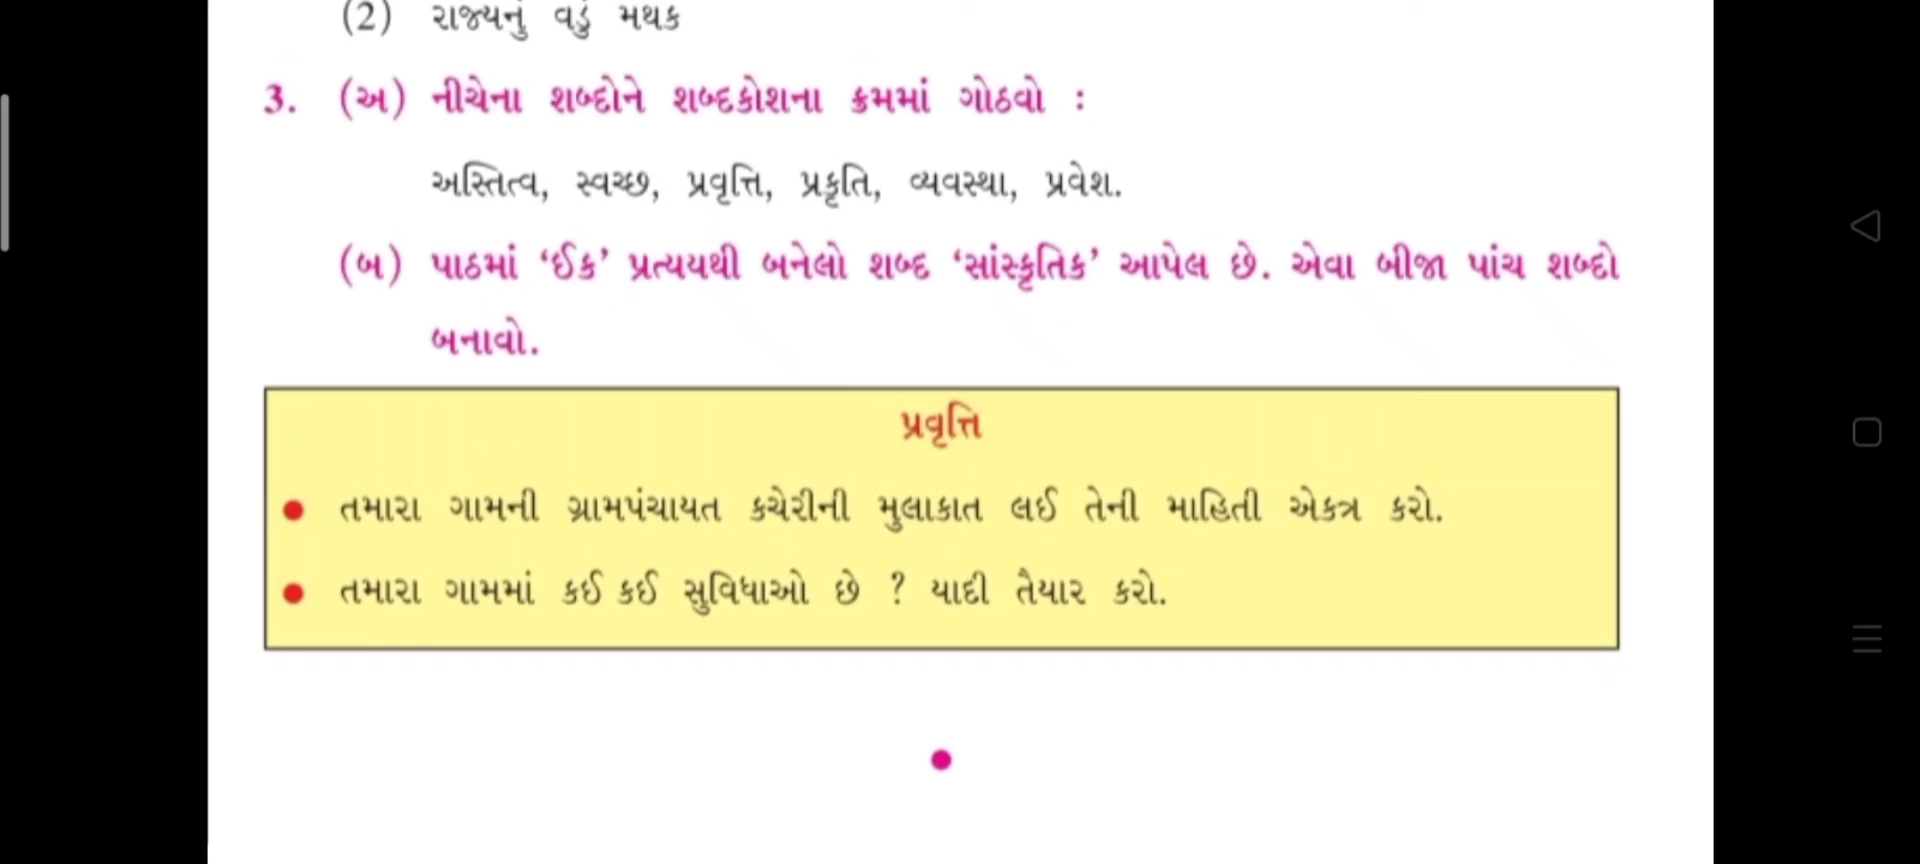 (2) રાજ્યનું વડું મથક
3. (અ) નીચેના શબ્દોને શબ્દકોશના ક્રમમાં ગોઠવો :
અસ્તિત્વ, સ્વચ્છ, પ્રવૃત્તિ, પ્રકૃતિ, વ્યવસ્થા, પ્રવેશ.
(બ) પાઠમાં ‘ઈક’ પ્રત્યયથી બનેલો શબ્દ ‘સાંસ્કૃતિક’ આપેલ છે. એવા બીજા પાંચ શબ્દો
બનાવો.
પ્રવૃત્તિ
● તમારા ગામની ગ્રામપંચાયત કચેરીની મુલાકાત લઈ તેની માહિતી એકત્ર કરો.
● તમારા ગામમાં કઈ કઈ સુવિધાઓ છે ? યાદી તૈયાર કરો.